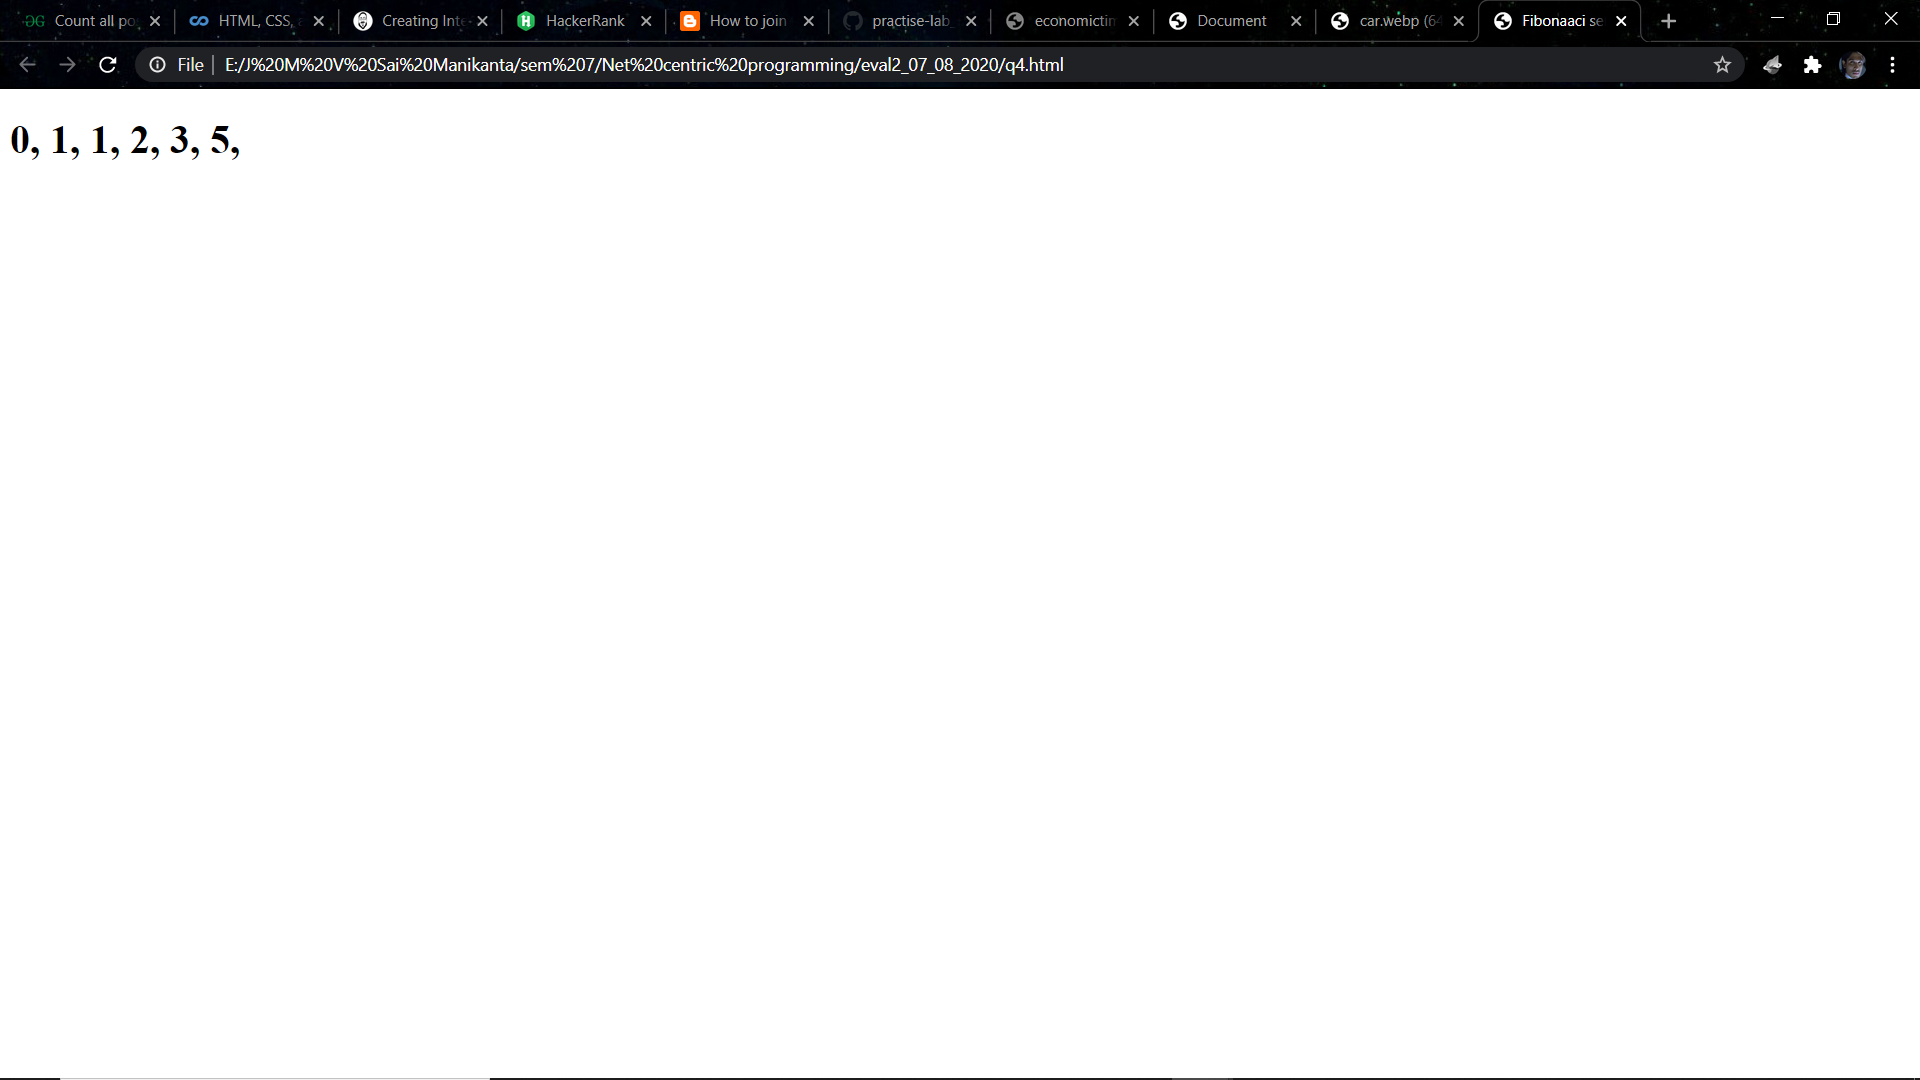 Count all po
HTML, CSS,
Creating Inte
HackerRank
How to join
practise-lab
economictin
Document
car.webp (64
Fibonaaci se
File
E:/J%20M%20V%20Sai%20Manikanta/sem%207/Net%20centric%20programming/eval2_07_08_2020/q4.html
0, 1, 1, 2, 3, 5,